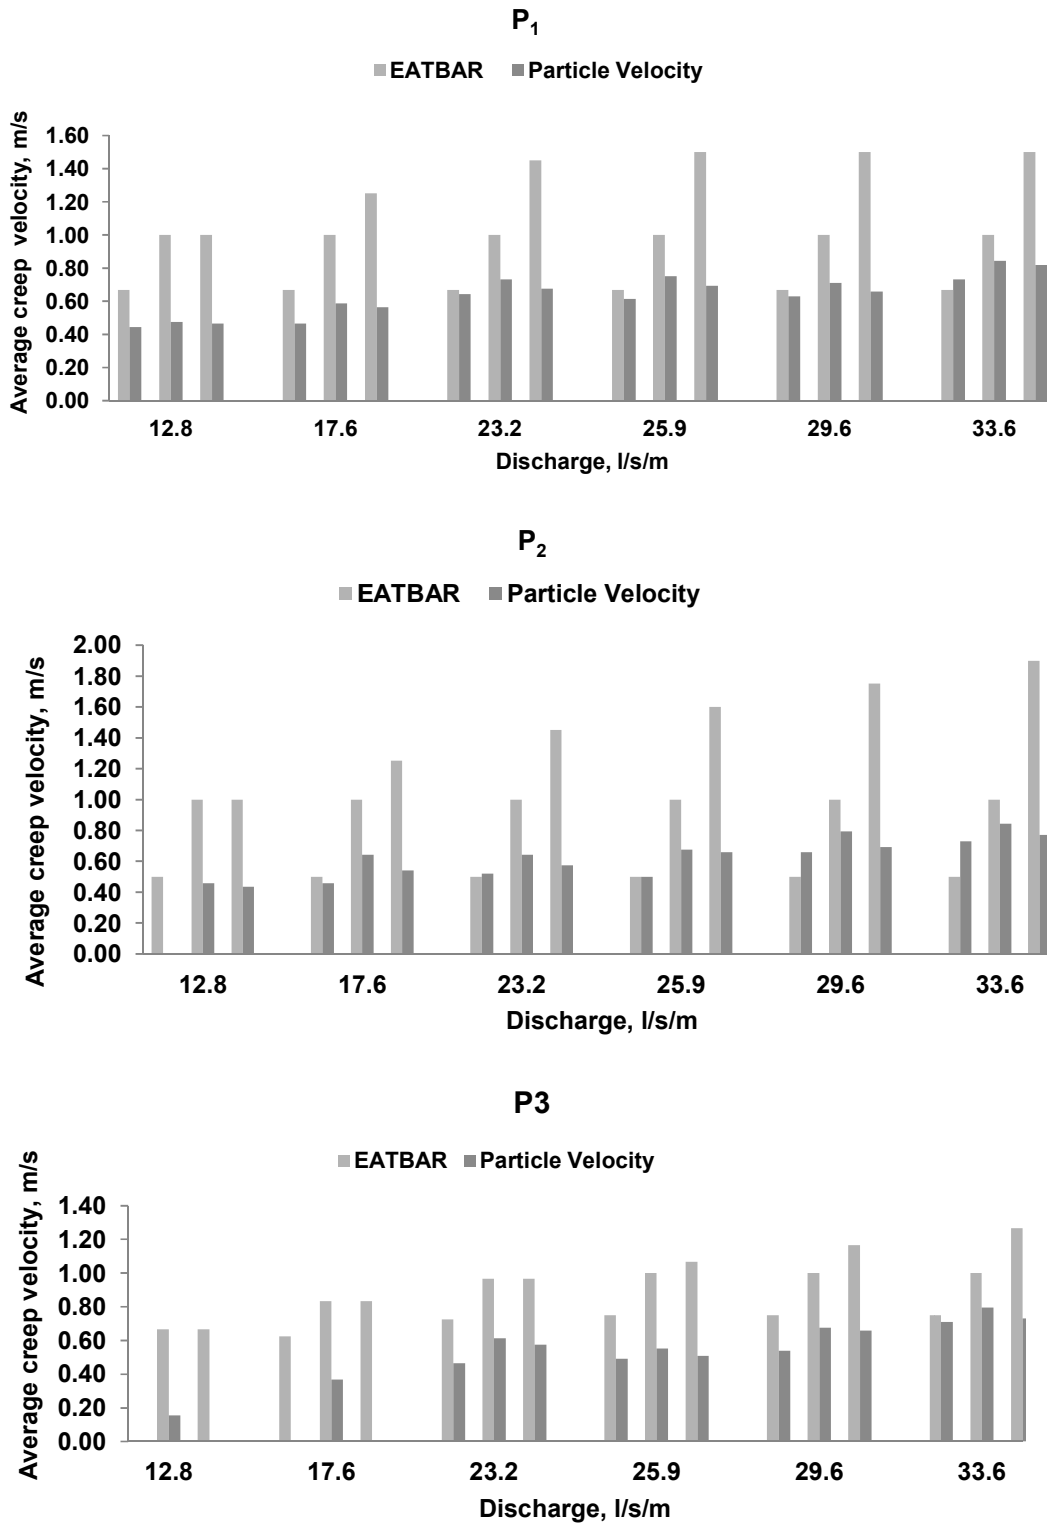 P1
EATBAR Particle Velocity
Average creep velocity, m/s
1.60
1.40
1.20
1.00
0.80
0.60
0.40
0.20
0.00
12.8 17.6 23.2 25.9 29.6 33.6
Discharge, l/s/m
P2
EATBAR Particle Velocity
Average creep velocity, m/s
2.00
1.80
1.60
1.40
1.20
1.00
0.80
0.60
0.40
0.20
0.00
12.8 17.6 23.2 25.9 29.6 33.6
Discharge, l/s/m
P3
EATBAR Particle Velocity
Average creep velocity, m/s
1.40
1.20
1.00
0.80
0.60
0.40
0.20
0.00
12.8 17.6 23.2 25.9 29.6 33.6
Discharge, l/s/m